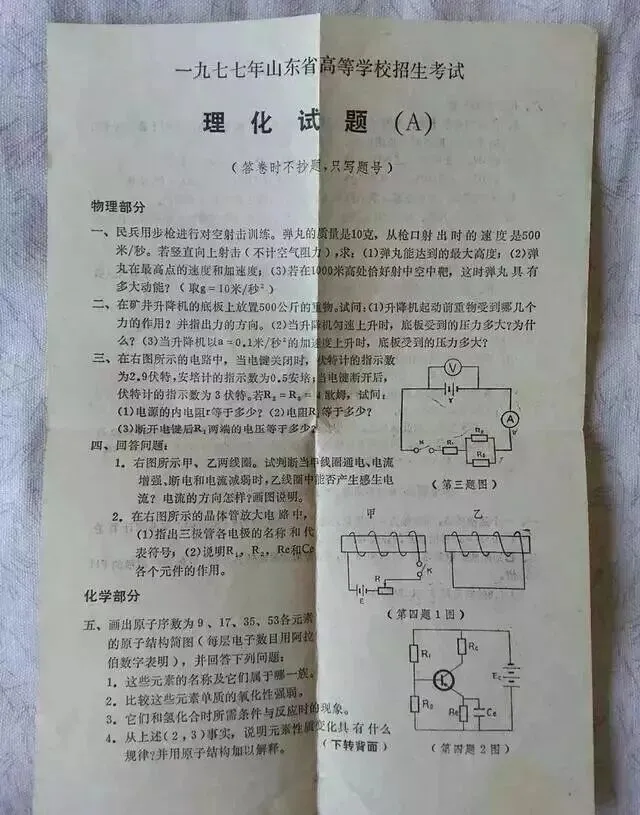 一九七七年山东省高等学校招生考试
理化试题(A)
(答卷时不抄题,只写题号)
物理部分
一、民兵用步枪进行对空射击训练。弹丸的质量是10克,从枪口射出时的速度是500
米/秒。若竖直向上射击(不计空气阻力),求:(1)弹丸能达到的最大高度;(2)弹
丸在最高点的速度和加速度;(3)若在1000米高处恰好射中空中靶,这时弹丸具有
多大动能?(取g=10米/秒²)
二、在矿井升降机的底板上放置500公斤的重物。试问:(1)升降机起动前重物受到哪几个
力的作用?并指出力的方向。(2)当升降机匀速上升时,底板受到的压力多大?为什
么?(3)当升降机以a=0.1米/秒²的加速度上升时,底板受到的压力多大?
三、在右图所示的电路中,当电键关闭时,伏特计的指示数
为2.9伏特,安培计的指示数为0.5安培;当电键断开后,
伏特计的指示数为3伏特。若R₂=R₃=4欧姆,试问:
(1)电源的内电阻r等于多少?(2)电阻R₁等于多少?
(3)断开电键后R₁两端的电压等于多少?
V
A
K
R₁
R₂
R₃
(第三题图)
四、回答问题:
1.右图所示甲、乙两线圈。试判断当甲线圈通电、电流
增强、断电和电流减弱时,乙线圈中能否产生感生电
流?电流的方向怎样?画图说明。
2.在右图所示的晶体管放大电路中,
(1)指出三极管各电极的名称和代
表符号;(2)说明R₁,R₂,Re和Ce
各个元件的作用。
甲
乙
K
R
E
(第四题1图)
化学部分
五、画出原子序数为9、17、35、53各元素
的原子结构简图(每层电子数目用阿拉
伯数字表明),并回答下列问题:
1.这些元素的名称及它们属于哪一族。
2.比较这些元素单质的氧化性强弱。
3.它们和氢化合时所需条件与反应时的现象。
4.从上述(2,3)事实,说明元素性质变化具有什么
规律?并用原子结构加以解释。
(下转背面)
R₁
Rc
Ec
R₂
Re
Ce
(第四题2图)